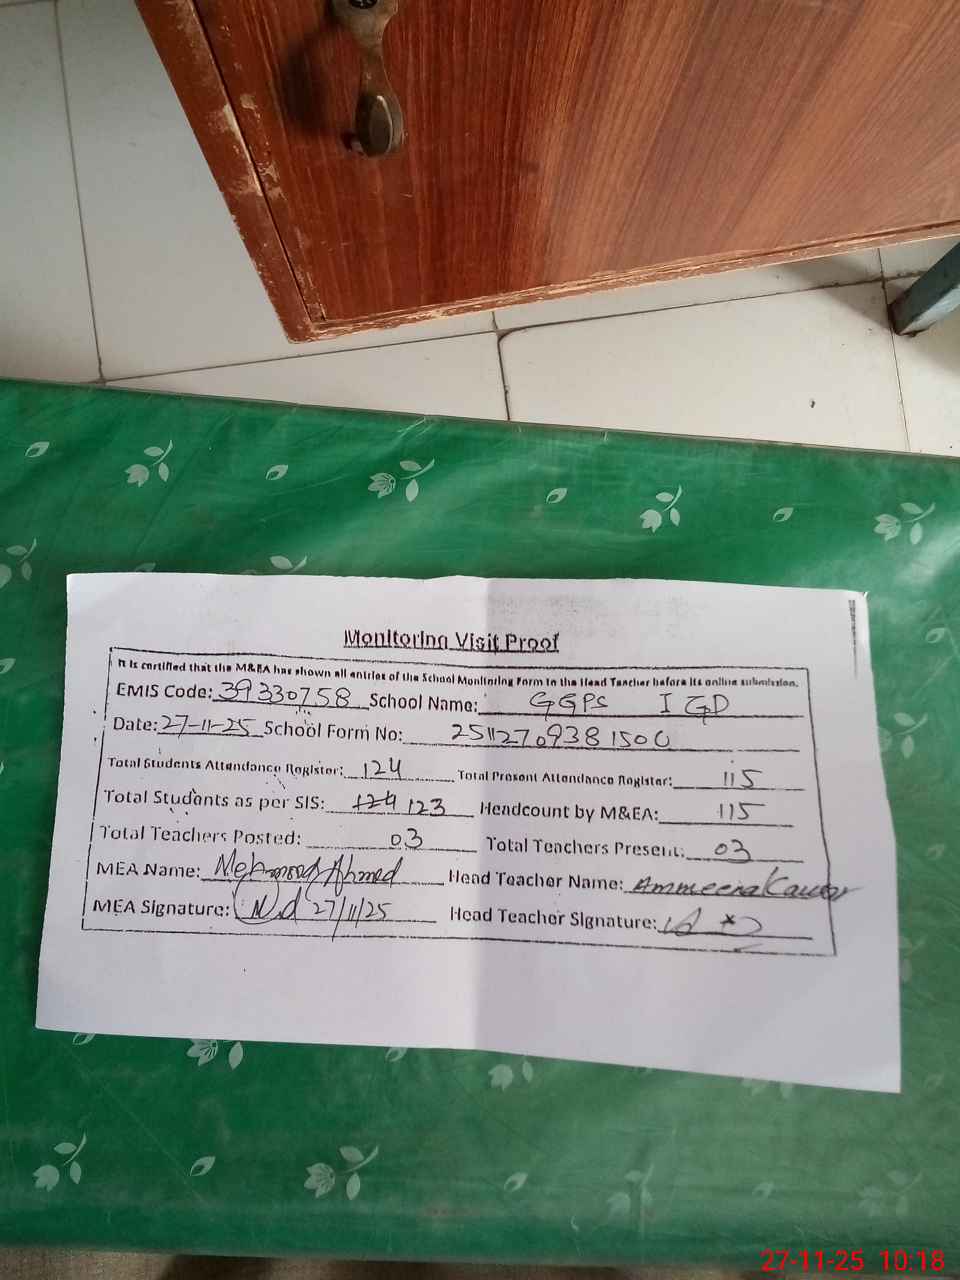 Monitoring Visit Proof
It is certified that the M&EA has shown all entries of the School Monitoring Form to the Head Teacher before its online submission.
EMIS Code: 39330758 School Name: GGPS I GD
Date: 27-11-25 School Form No: 25112709381500
Total Students Attendance Register: 124 Total Present Attendance Register: 115
Total Students as per SIS: 124 123 Headcount by M&EA: 115
Total Teachers Posted: 03 Total Teachers Present: 03
MEA Name: Mehmood Ahmed Head Teacher Name: Ammeena Kawsar
MEA Signature: 27/11/25 Head Teacher Signature:
27-11-25 10:18